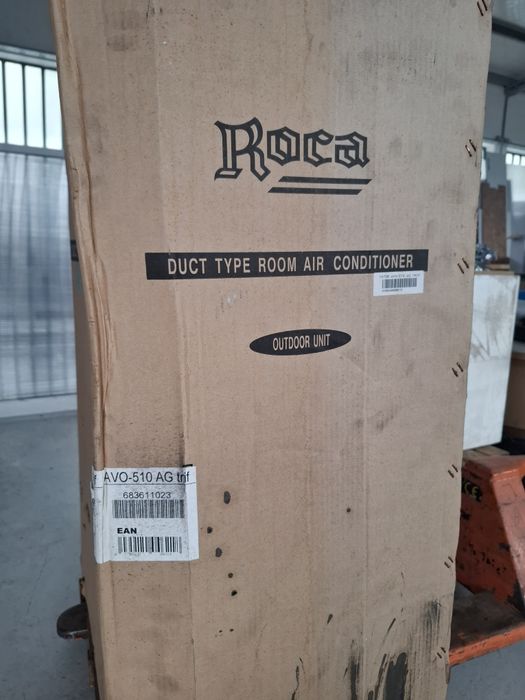 Roca
DUCT TYPE ROOM AIR CONDITIONER
OUTDOOR UNIT
AVO-510 AG trif
683611023
EAN